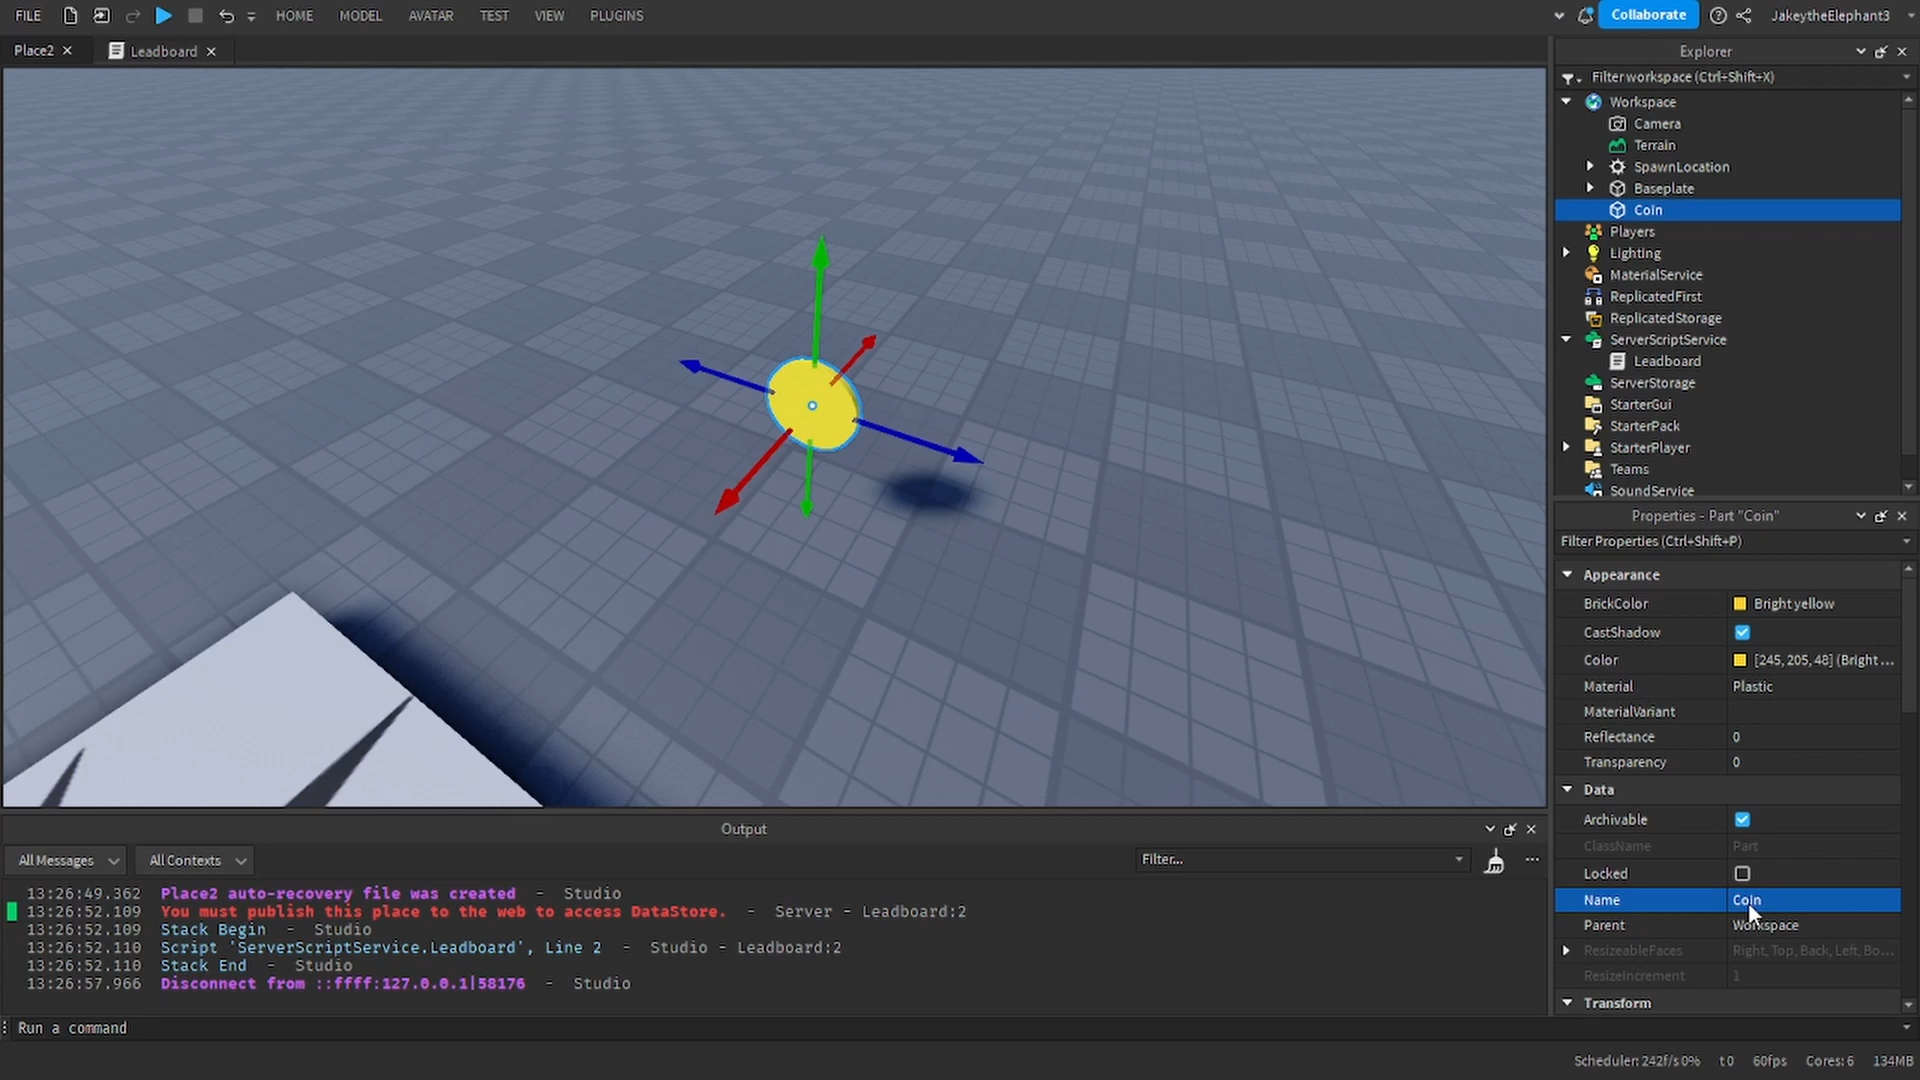 FILE HOME MODEL AVATAR TEST VIEW PLUGINS Collaborate JakeytheElephant3
Place2 Leadboard
Explorer
Filter workspace (Ctrl+Shift+X)
Workspace
Camera
Terrain
SpawnLocation
Baseplate
Coin
Players
Lighting
MaterialService
ReplicatedFirst
ReplicatedStorage
ServerScriptService
Leadboard
ServerStorage
StarterGui
StarterPack
StarterPlayer
Teams
SoundService
Properties - Part "Coin"
Filter Properties (Ctrl+Shift+P)
Appearance
BrickColor Bright yellow
CastShadow
Color [245, 205, 48] (Bright ...
Material Plastic
MaterialVariant
Reflectance 0
Transparency 0
Data
Archivable
ClassName Part
Locked
Name Coin
Parent Workspace
ResizeableFaces Right, Top, Back, Left, Bo...
ResizeIncrement 1
Transform
Output
All Messages All Contexts Filter... ...
13:26:49.362 Place2 auto-recovery file was created - Studio
13:26:52.109 You must publish this place to the web to access DataStore. - Server - Leadboard:2
13:26:52.109 Stack Begin - Studio
13:26:52.110 Script 'ServerScriptService.Leadboard', Line 2 - Studio - Leadboard:2
13:26:52.110 Stack End - Studio
13:26:57.966 Disconnect from ::ffff:127.0.0.1|58176 - Studio
Run a command
Scheduler: 242f/s 0% t 0 60fps Cores: 6 134MB